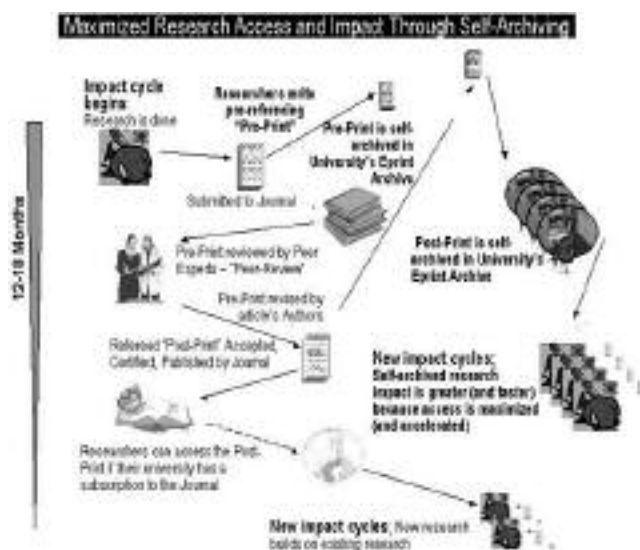 Maximized Research Access and Impact Through Self-Archiving
Impact cycle
begins:
Research is done
Researchers write
pre-refereeing
"Pre-Print"
Pre-Print is self-
archived in
University's Eprint
Archive
Submitted to Journal
12-18 Months
Pre-Print reviewed by Peer
Experts – "Peer-Review"
Pre-Print revised by
article's Authors
Post-Print is self-
archived in University's
Eprint Archive
Refereed "Post-Print" Accepted,
Certified, Published by Journal
New impact cycles:
Self-archived research
impact is greater (and faster)
because access is maximized
(and accelerated)
Researchers can access the Post-
Print if their university has a
subscription to the Journal
New impact cycles: New research
builds on existing research